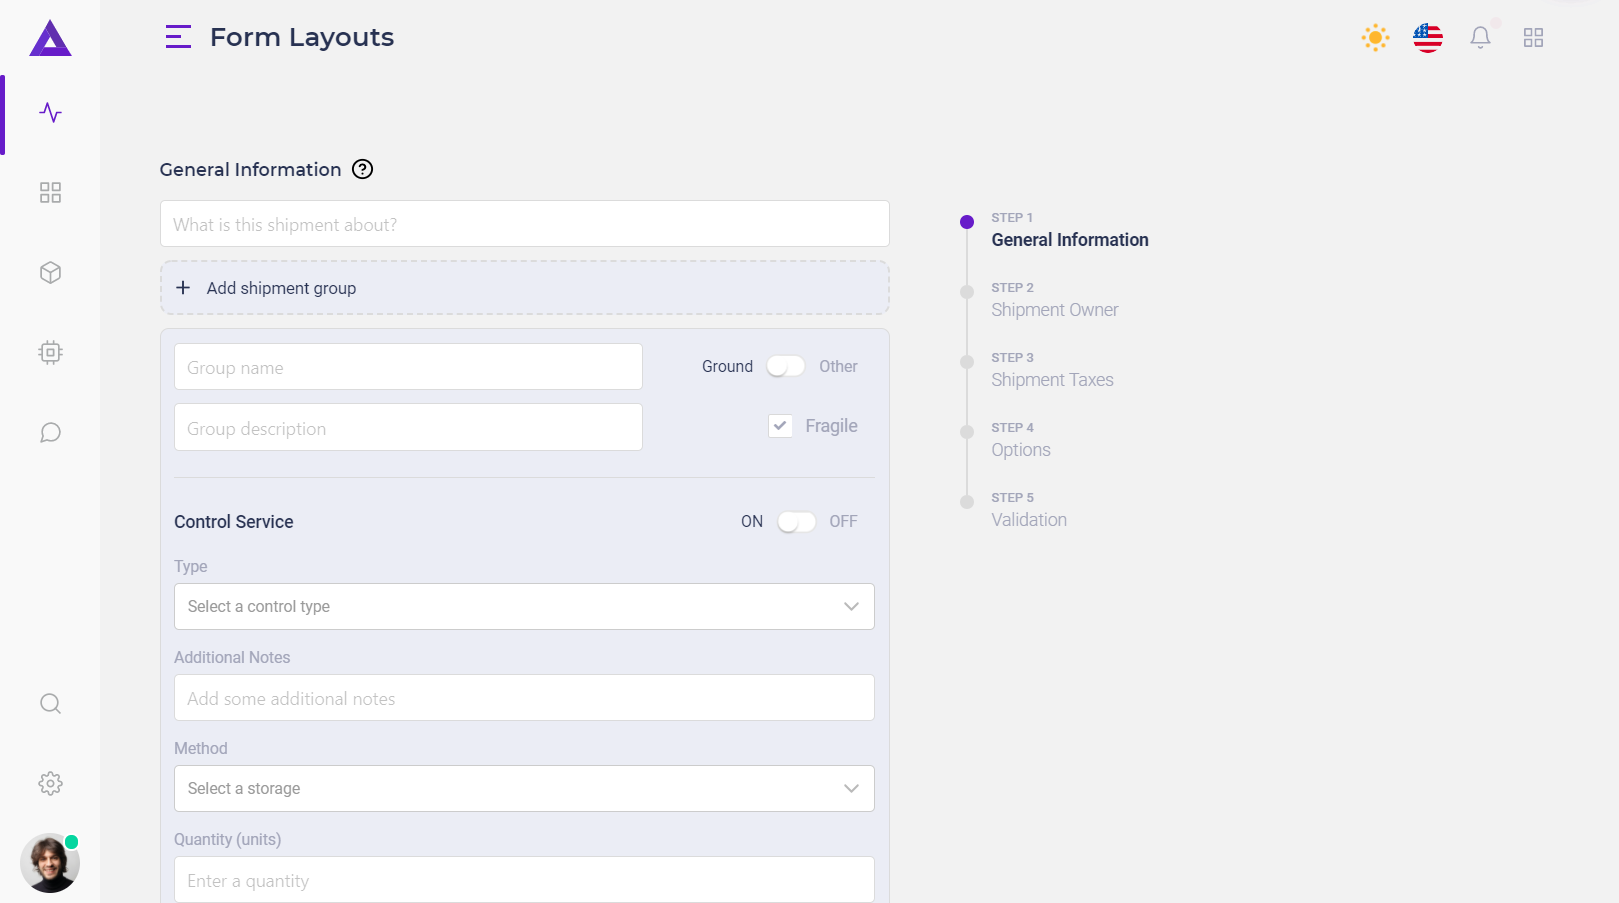 Form Layouts
General Information
What is this shipment about?
Add shipment group
Group name
Ground Other
Group description
Fragile
Control Service
ON OFF
Type
Select a control type
Additional Notes
Add some additional notes
Method
Select a storage
Quantity (units)
Enter a quantity
STEP 1
General Information
STEP 2
Shipment Owner
STEP 3
Shipment Taxes
STEP 4
Options
STEP 5
Validation